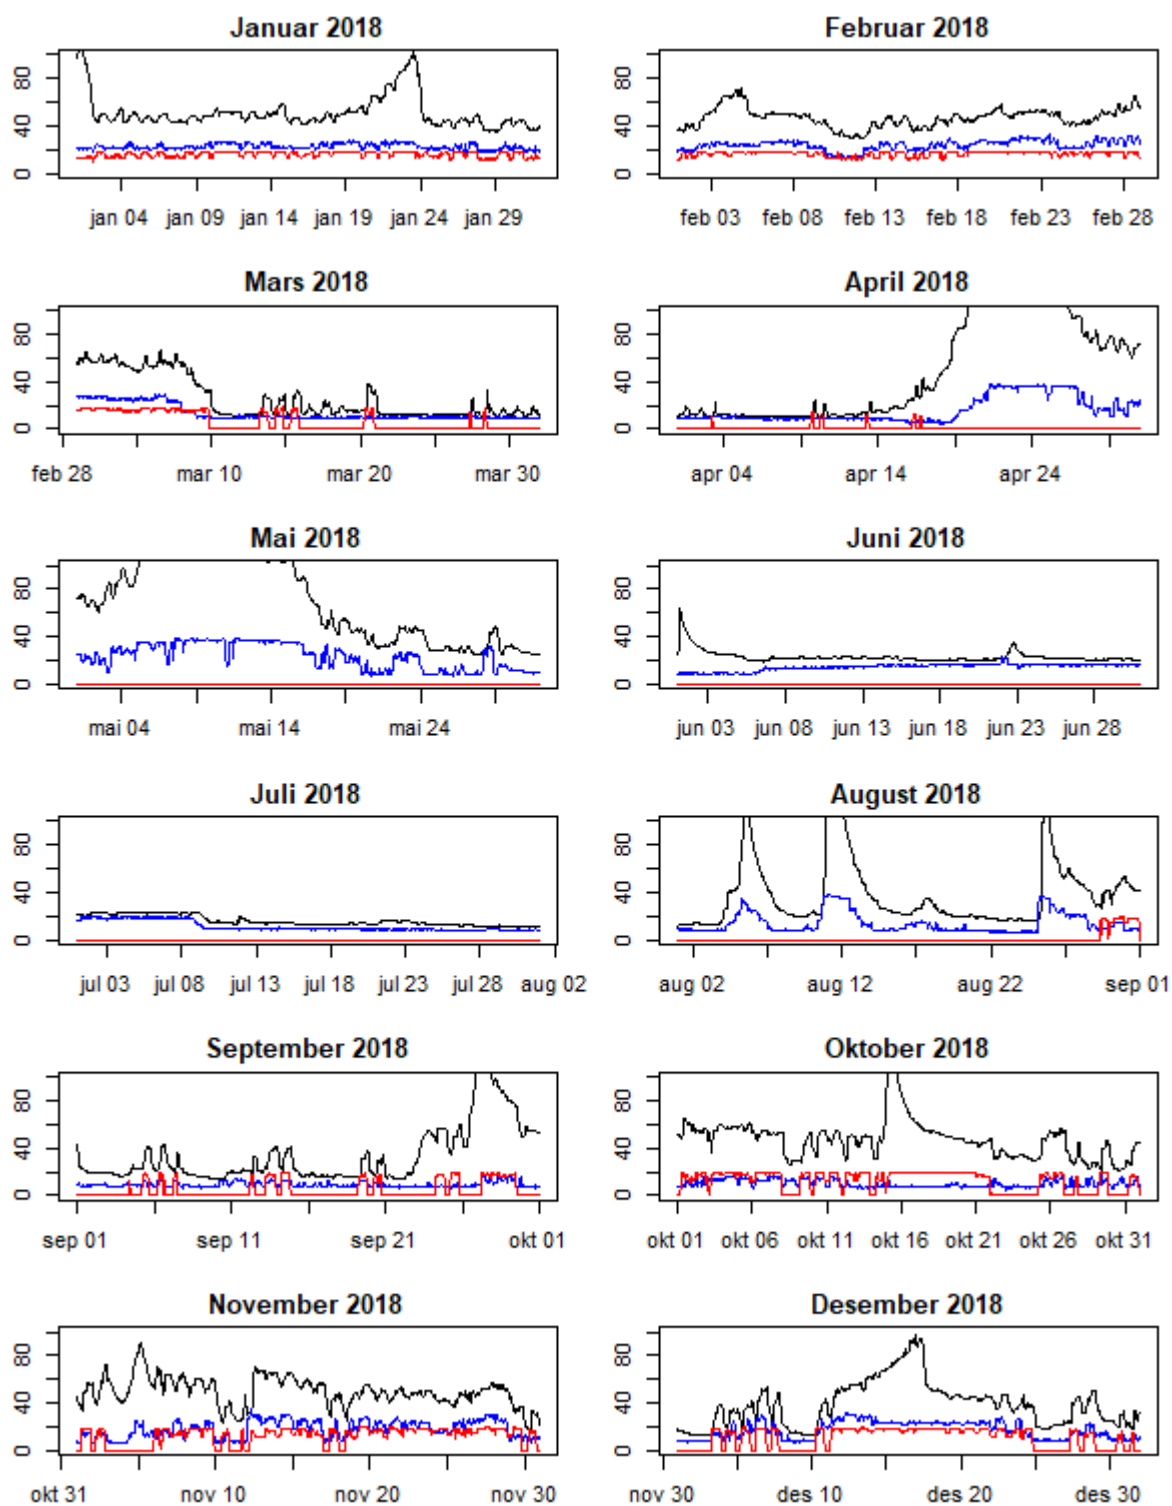 Januar 2018
0 40 80
jan 04 jan 09 jan 14 jan 19 jan 24 jan 29
Februar 2018
0 40 80
feb 03 feb 08 feb 13 feb 18 feb 23 feb 28
Mars 2018
0 40 80
feb 28 mar 10 mar 20 mar 30
April 2018
0 40 80
apr 04 apr 14 apr 24
Mai 2018
0 40 80
mai 04 mai 14 mai 24
Juni 2018
0 40 80
jun 03 jun 08 jun 13 jun 18 jun 23 jun 28
Juli 2018
0 40 80
jul 03 jul 08 jul 13 jul 18 jul 23 jul 28 aug 02
August 2018
0 40 80
aug 02 aug 12 aug 22 sep 01
September 2018
0 40 80
sep 01 sep 11 sep 21 okt 01
Oktober 2018
0 40 80
okt 01 okt 06 okt 11 okt 16 okt 21 okt 26 okt 31
November 2018
0 40 80
okt 31 nov 10 nov 20 nov 30
Desember 2018
0 40 80
nov 30 des 10 des 20 des 30